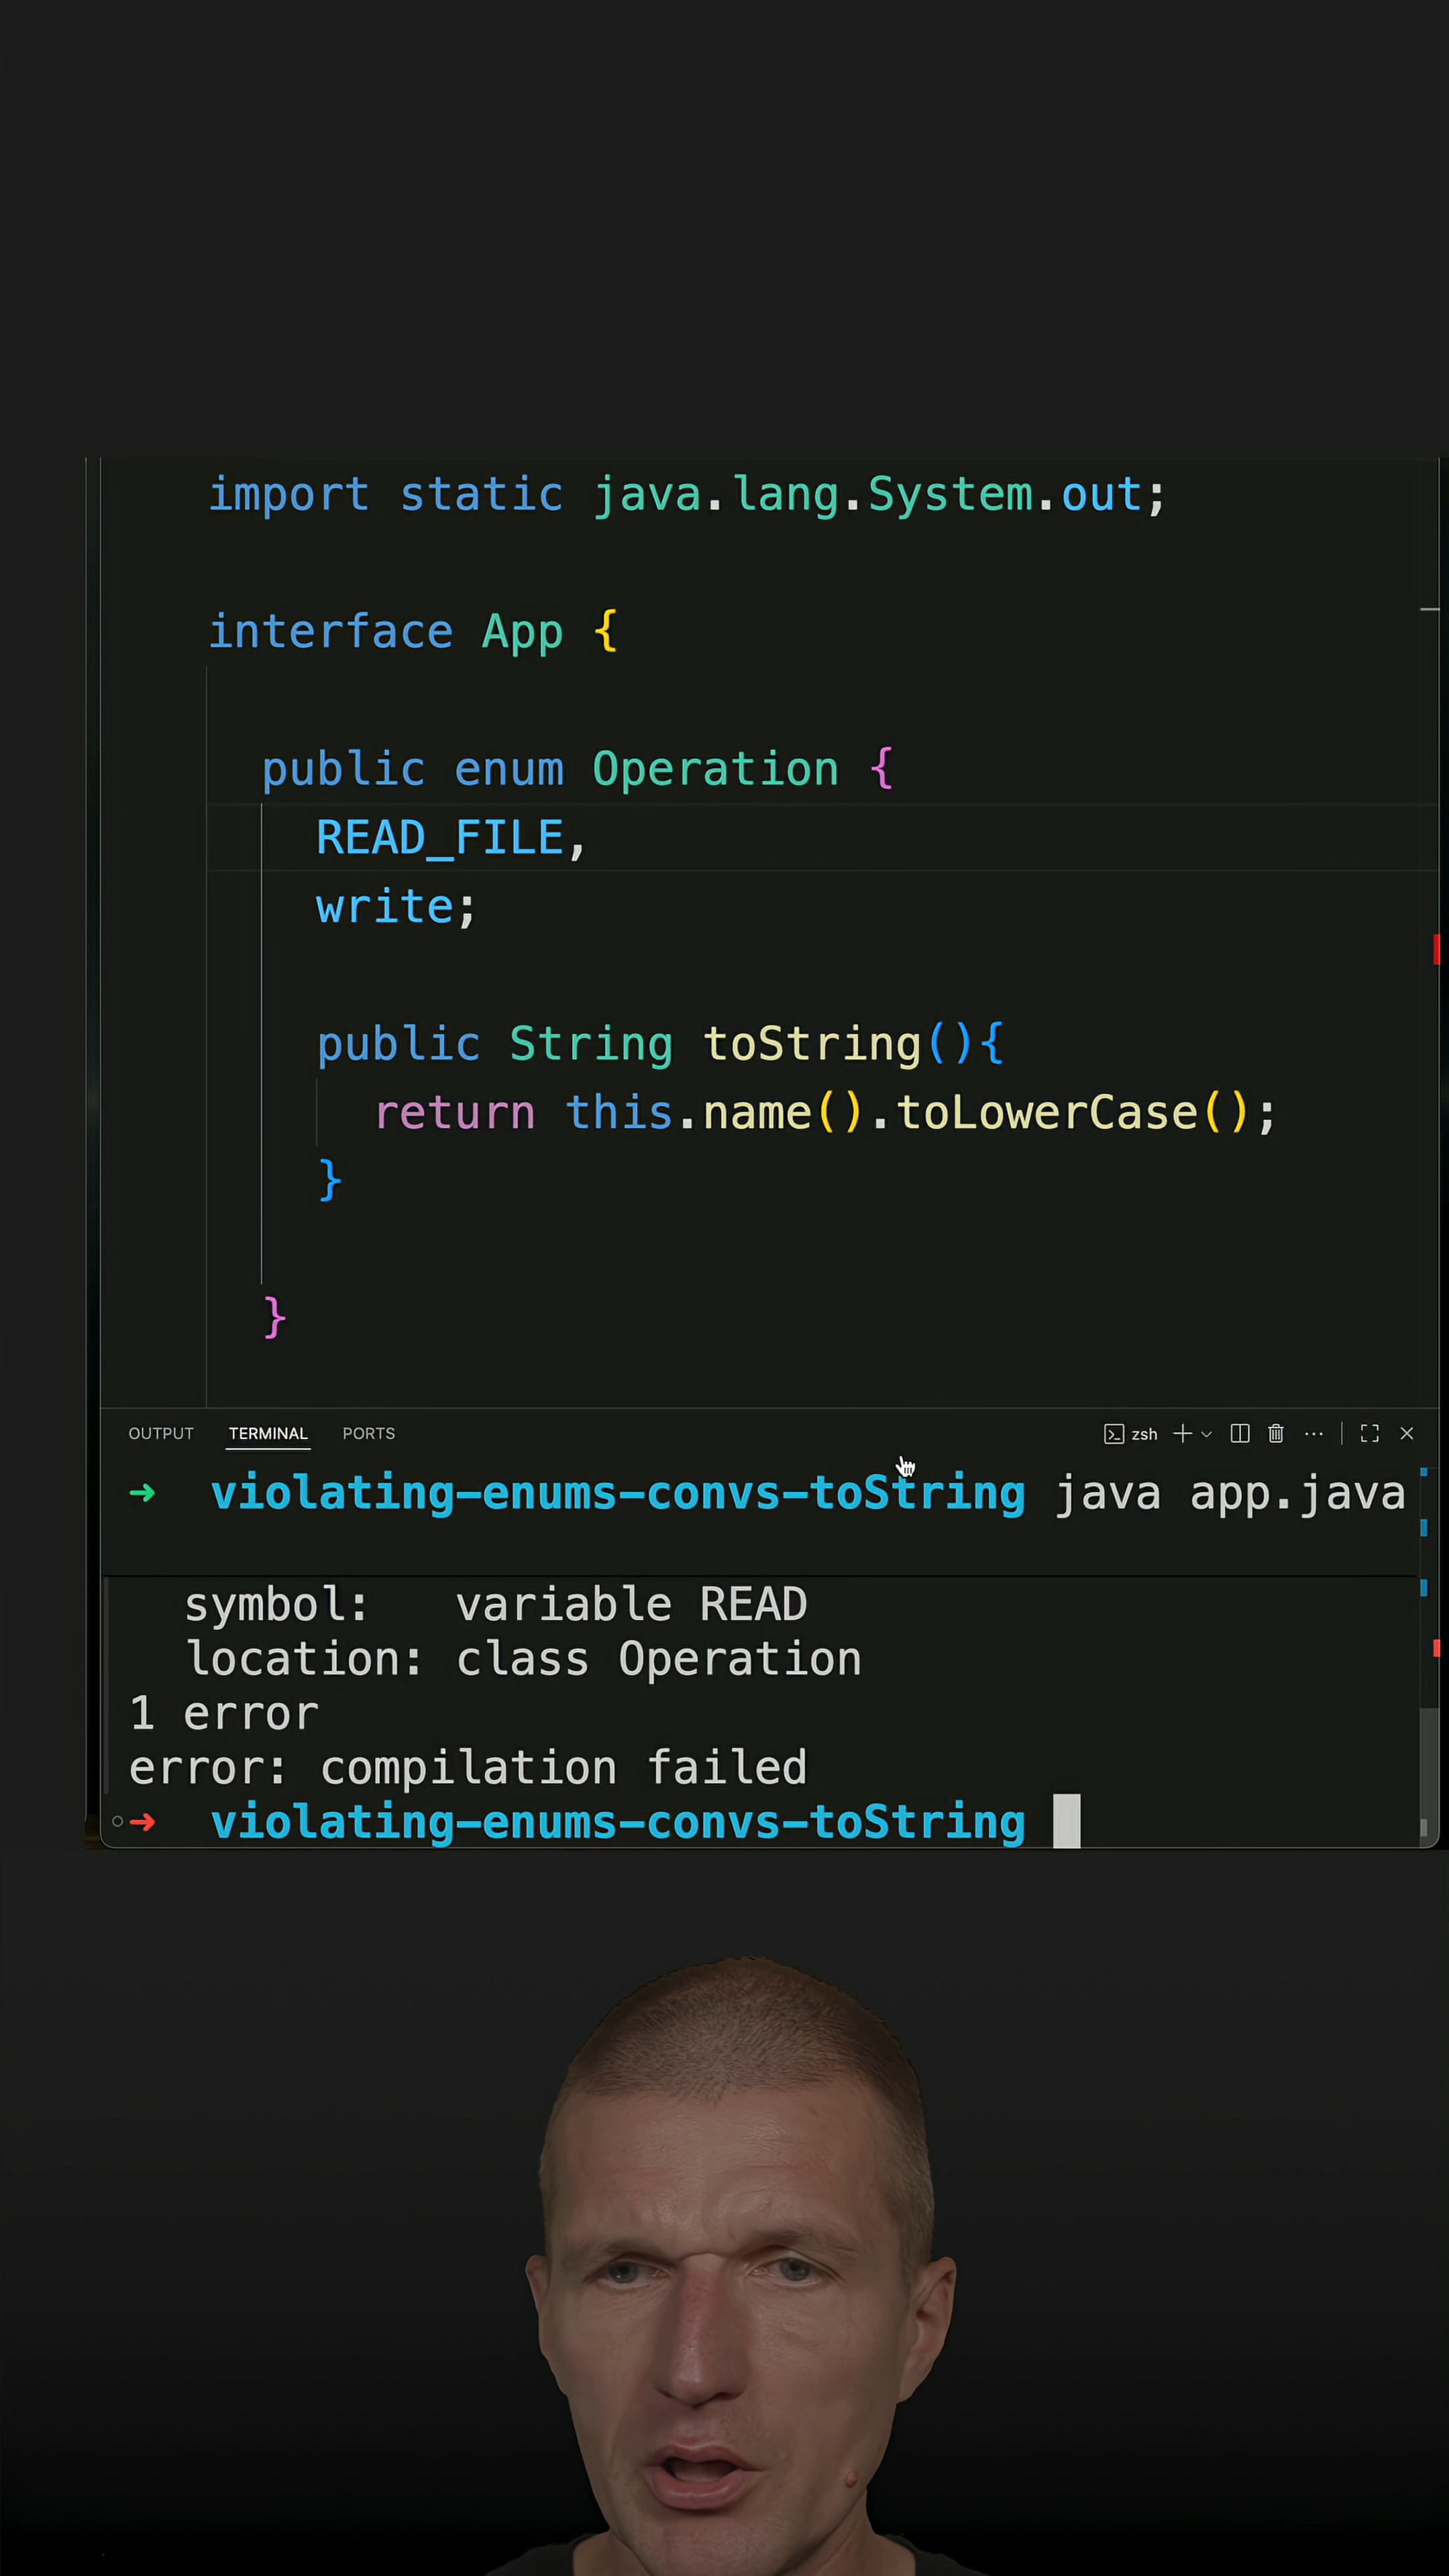 import static java.lang.System.out;
interface App {
public enum Operation {
READ_FILE,
write;
public String toString(){
return this.name().toLowerCase();
}
}
OUTPUT TERMINAL PORTS zsh
→ violating-enums-convs-toString java app.java
symbol: variable READ
location: class Operation
1 error
error: compilation failed
→ violating-enums-convs-toString